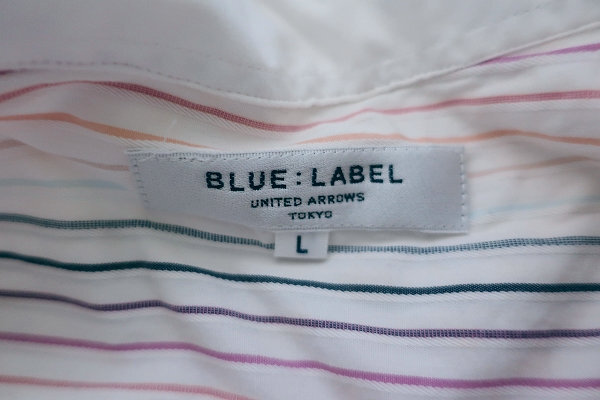 BLUE : LABEL
UNITED ARROWS
TOKYO
L